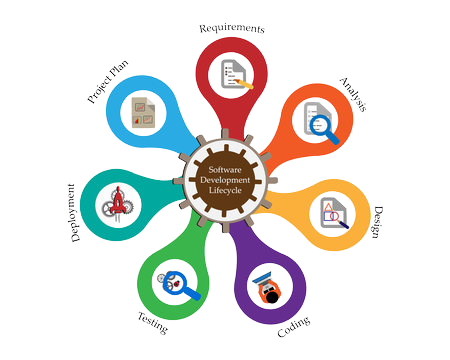 Requirements
Analysis
Design
Coding
Testing
Deployment
Project Plan
Software
Development
Lifecycle